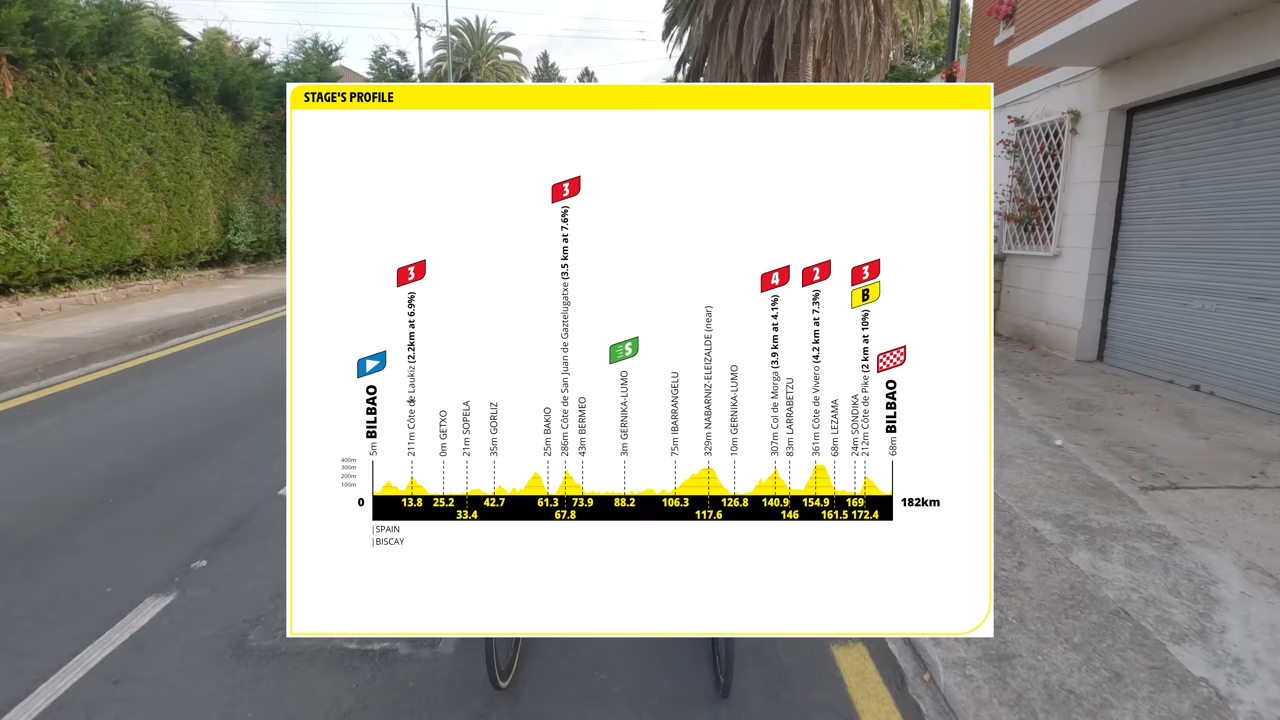 STAGE'S PROFILE
5m BILBAO
3
211m Côte de Laukiz (2.2km at 6.9%)
0m GETXO
21m SOPELA
35m GORLIZ
25m BAKIO
3
286m Côte de San Juan de Gaztelugatxe (3.5 km at 7.6%)
43m BERMEO
S
3m GERNIKA-LUMO
75m IBARRANGELU
329m NABARNIZ-ELEIZALDE (near)
10m GERNIKA-LUMO
4
307m Col de Morga (3.9 km at 4.1%)
83m LARRABETZU
2
361m Côte de Vivero (4.2 km at 7.3%)
68m LEZAMA
24m SONDIKA
3
B
212m Côte de Pike (2 km at 10%)
68m BILBAO
400m
300m
200m
100m
0 13.8 25.2 42.7 61.3 73.9 88.2 106.3 126.8 140.9 154.9 169 182km
33.4 67.8 117.6 146 161.5 172.4
SPAIN
BISCAY